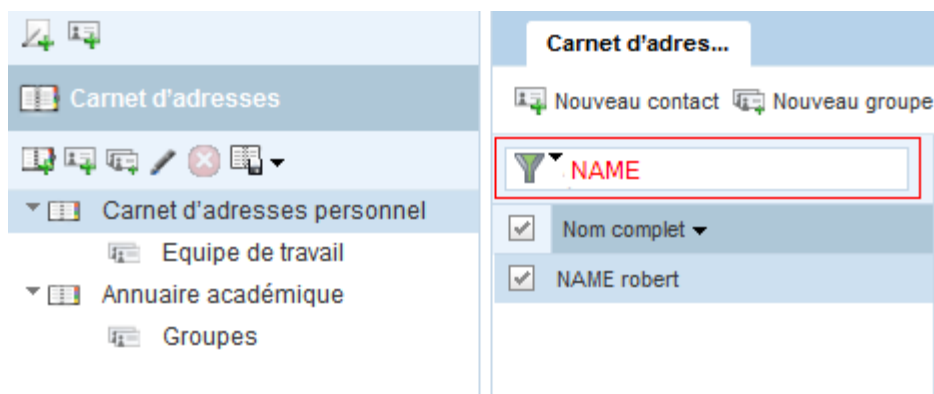 Carnet d'adresses
Carnet d'adresses personnel
Equipe de travail
Annuaire académique
Groupes
Carnet d'adres...
Nouveau contact Nouveau groupe
NAME
Nom complet
NAME robert